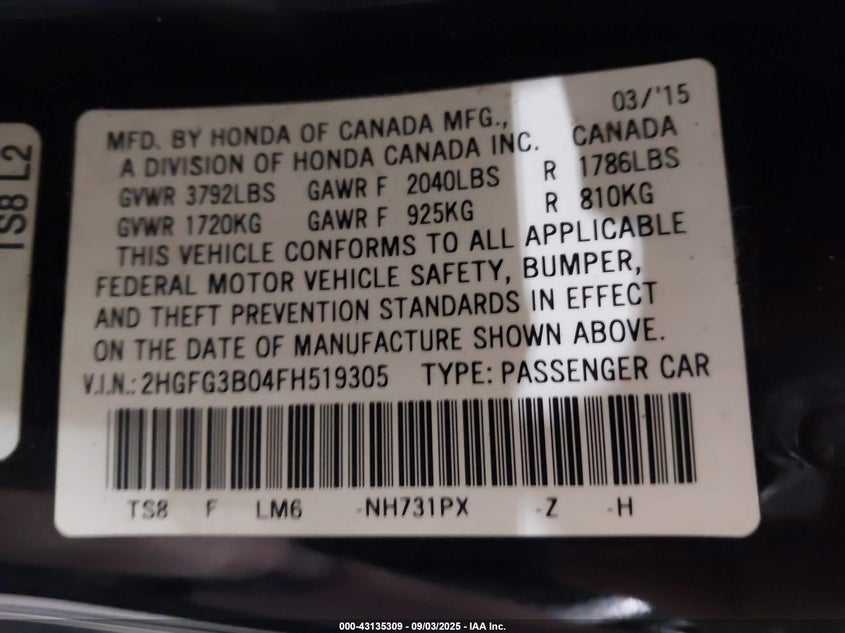 TS8 L2
03/'15
MFD. BY HONDA OF CANADA MFG.,
A DIVISION OF HONDA CANADA INC. CANADA
GVWR 3792LBS GAWR F 2040LBS R 1786LBS
GVWR 1720KG GAWR F 925KG R 810KG
THIS VEHICLE CONFORMS TO ALL APPLICABLE
FEDERAL MOTOR VEHICLE SAFETY, BUMPER,
AND THEFT PREVENTION STANDARDS IN EFFECT
ON THE DATE OF MANUFACTURE SHOWN ABOVE.
V.I.N.: 2HGFG3B04FH519305 TYPE: PASSENGER CAR
TS8 F LM6 -NH731PX -Z -H
000-43135309 - 09/03/2025 - IAA Inc.